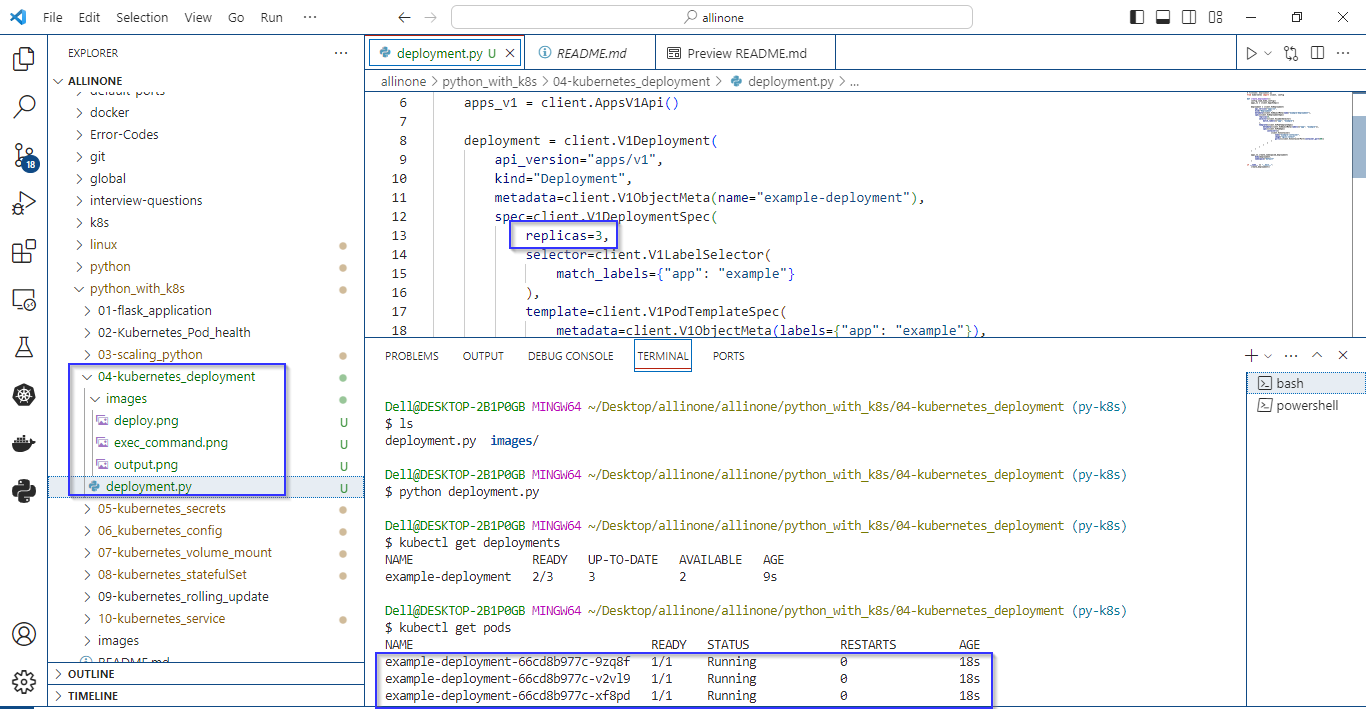 File Edit Selection View Go Run ··· allinone
EXPLORER ···
ALLINONE
default-ports
docker
Error-Codes
git
global
interview-questions
k8s
linux
python
python_with_k8s
01-flask_application
02-Kubernetes_Pod_health
03-scaling_python
04-kubernetes_deployment
images
deploy.png U
exec_command.png U
output.png U
deployment.py U
05-kubernetes_secrets
06_kubernetes_config
07-kubernetes_volume_mount
08-kubernetes_statefulSet
09-kubernetes_rolling_update
10-kubernetes_service
images
README.md
OUTLINE
TIMELINE
18
deployment.py U README.md Preview README.md
allinone > python_with_k8s > 04-kubernetes_deployment > deployment.py > ...
6 apps_v1 = client.AppsV1Api()
7
8 deployment = client.V1Deployment(
9 api_version="apps/v1",
10 kind="Deployment",
11 metadata=client.V1ObjectMeta(name="example-deployment"),
12 spec=client.V1DeploymentSpec(
13 replicas=3,
14 selector=client.V1LabelSelector(
15 match_labels={"app": "example"}
16 ),
17 template=client.V1PodTemplateSpec(
18 metadata=client.V1ObjectMeta(labels={"app": "example"}),
PROBLEMS OUTPUT DEBUG CONSOLE TERMINAL PORTS
bash
powershell
Dell@DESKTOP-2B1P0GB MINGW64 ~/Desktop/allinone/allinone/python_with_k8s/04-kubernetes_deployment (py-k8s)
$ ls
deployment.py images/
Dell@DESKTOP-2B1P0GB MINGW64 ~/Desktop/allinone/allinone/python_with_k8s/04-kubernetes_deployment (py-k8s)
$ python deployment.py
Dell@DESKTOP-2B1P0GB MINGW64 ~/Desktop/allinone/allinone/python_with_k8s/04-kubernetes_deployment (py-k8s)
$ kubectl get deployments
NAME READY UP-TO-DATE AVAILABLE AGE
example-deployment 2/3 3 2 9s
Dell@DESKTOP-2B1P0GB MINGW64 ~/Desktop/allinone/allinone/python_with_k8s/04-kubernetes_deployment (py-k8s)
$ kubectl get pods
NAME READY STATUS RESTARTS AGE
example-deployment-66cd8b977c-9zq8f 1/1 Running 0 18s
example-deployment-66cd8b977c-v2vl9 1/1 Running 0 18s
example-deployment-66cd8b977c-xf8pd 1/1 Running 0 18s